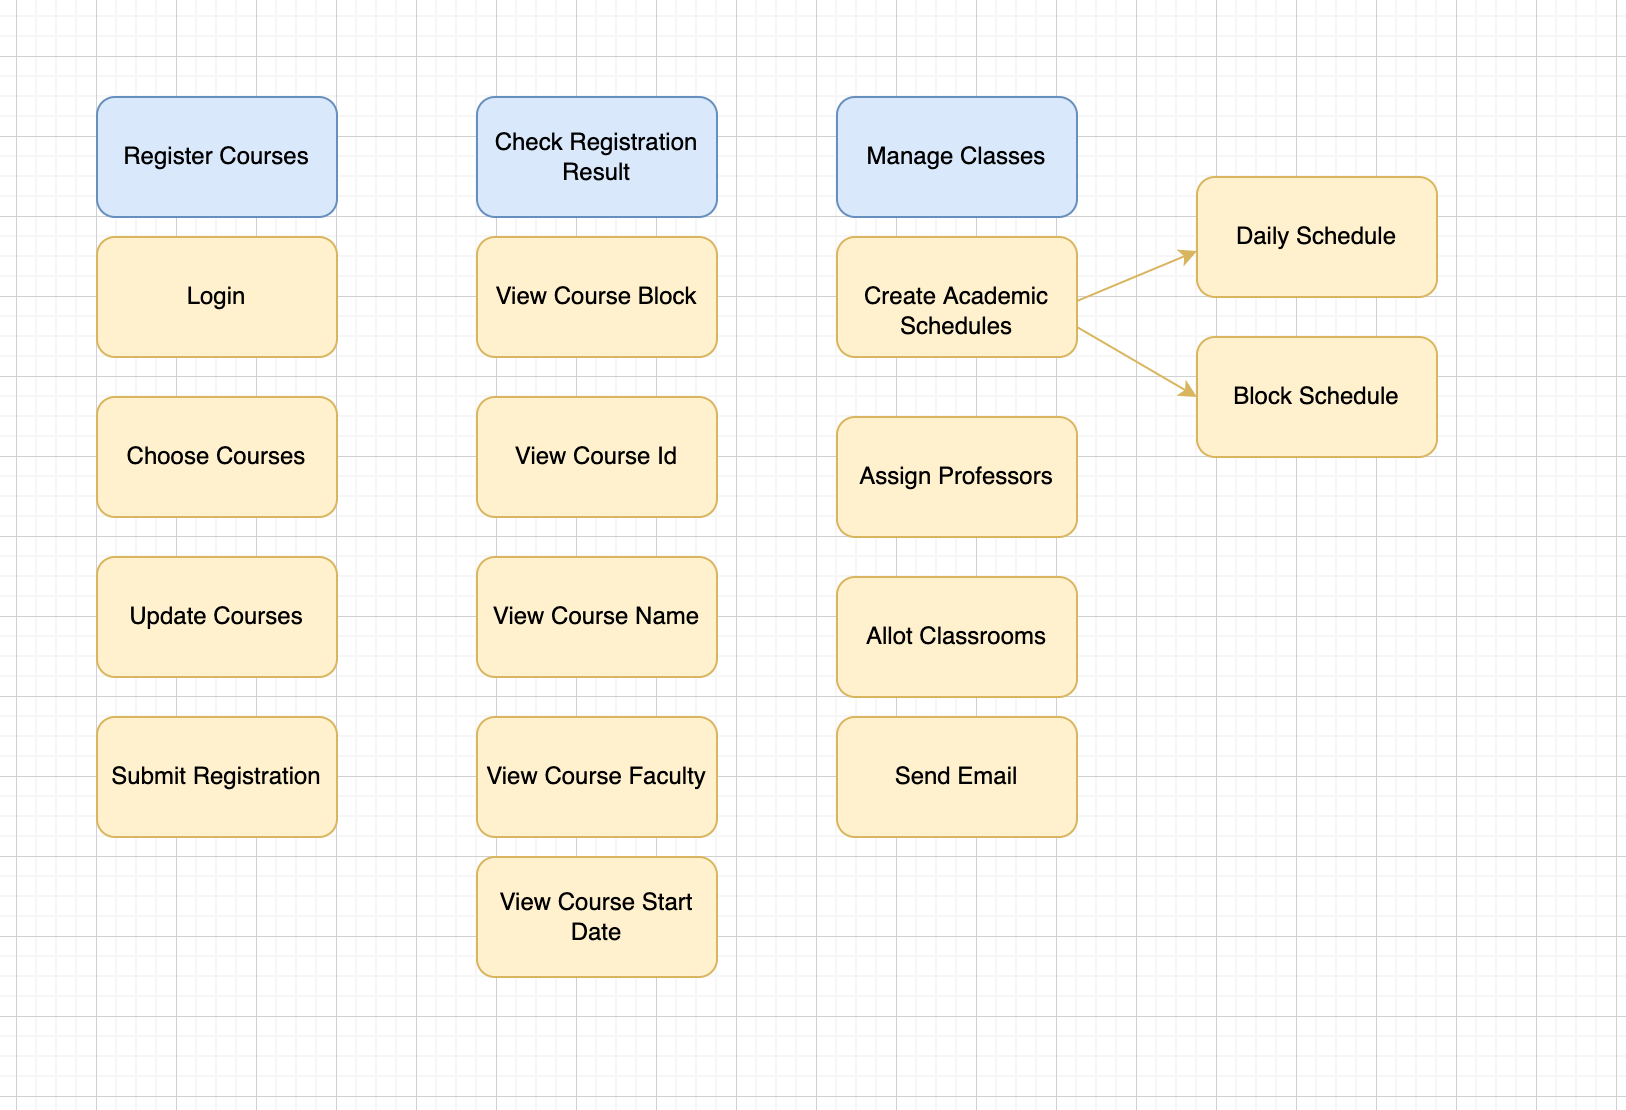 Register Courses
Login
Choose Courses
Update Courses
Submit Registration
Check Registration
Result
View Course Block
View Course Id
View Course Name
View Course Faculty
View Course Start
Date
Manage Classes
Create Academic
Schedules
Assign Professors
Allot Classrooms
Send Email
Daily Schedule
Block Schedule